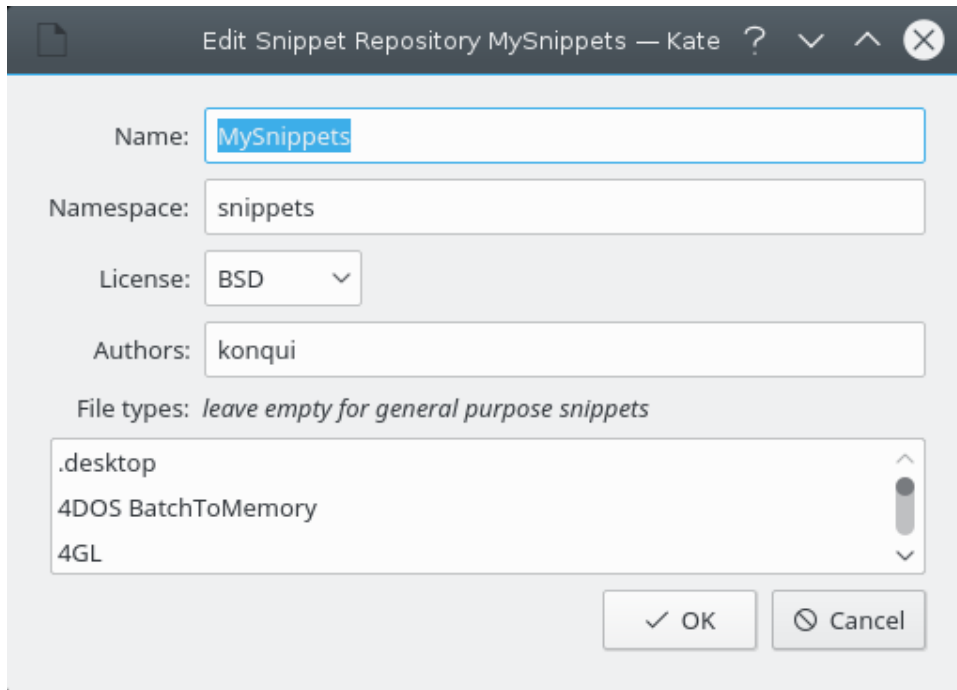 Edit Snippet Repository MySnippets — Kate
Name: MySnippets
Namespace: snippets
License: BSD
Authors: konqui
File types: leave empty for general purpose snippets
.desktop
4DOS BatchToMemory
4GL
OK Cancel